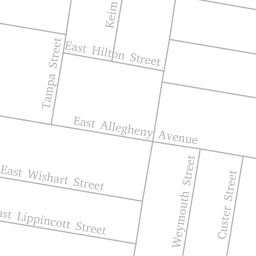 Keim
East Hilton Street
Tampa Street
East Allegheny Avenue
East Wishart Street
Weymouth Street
Custer Street
ast Lippincott Street